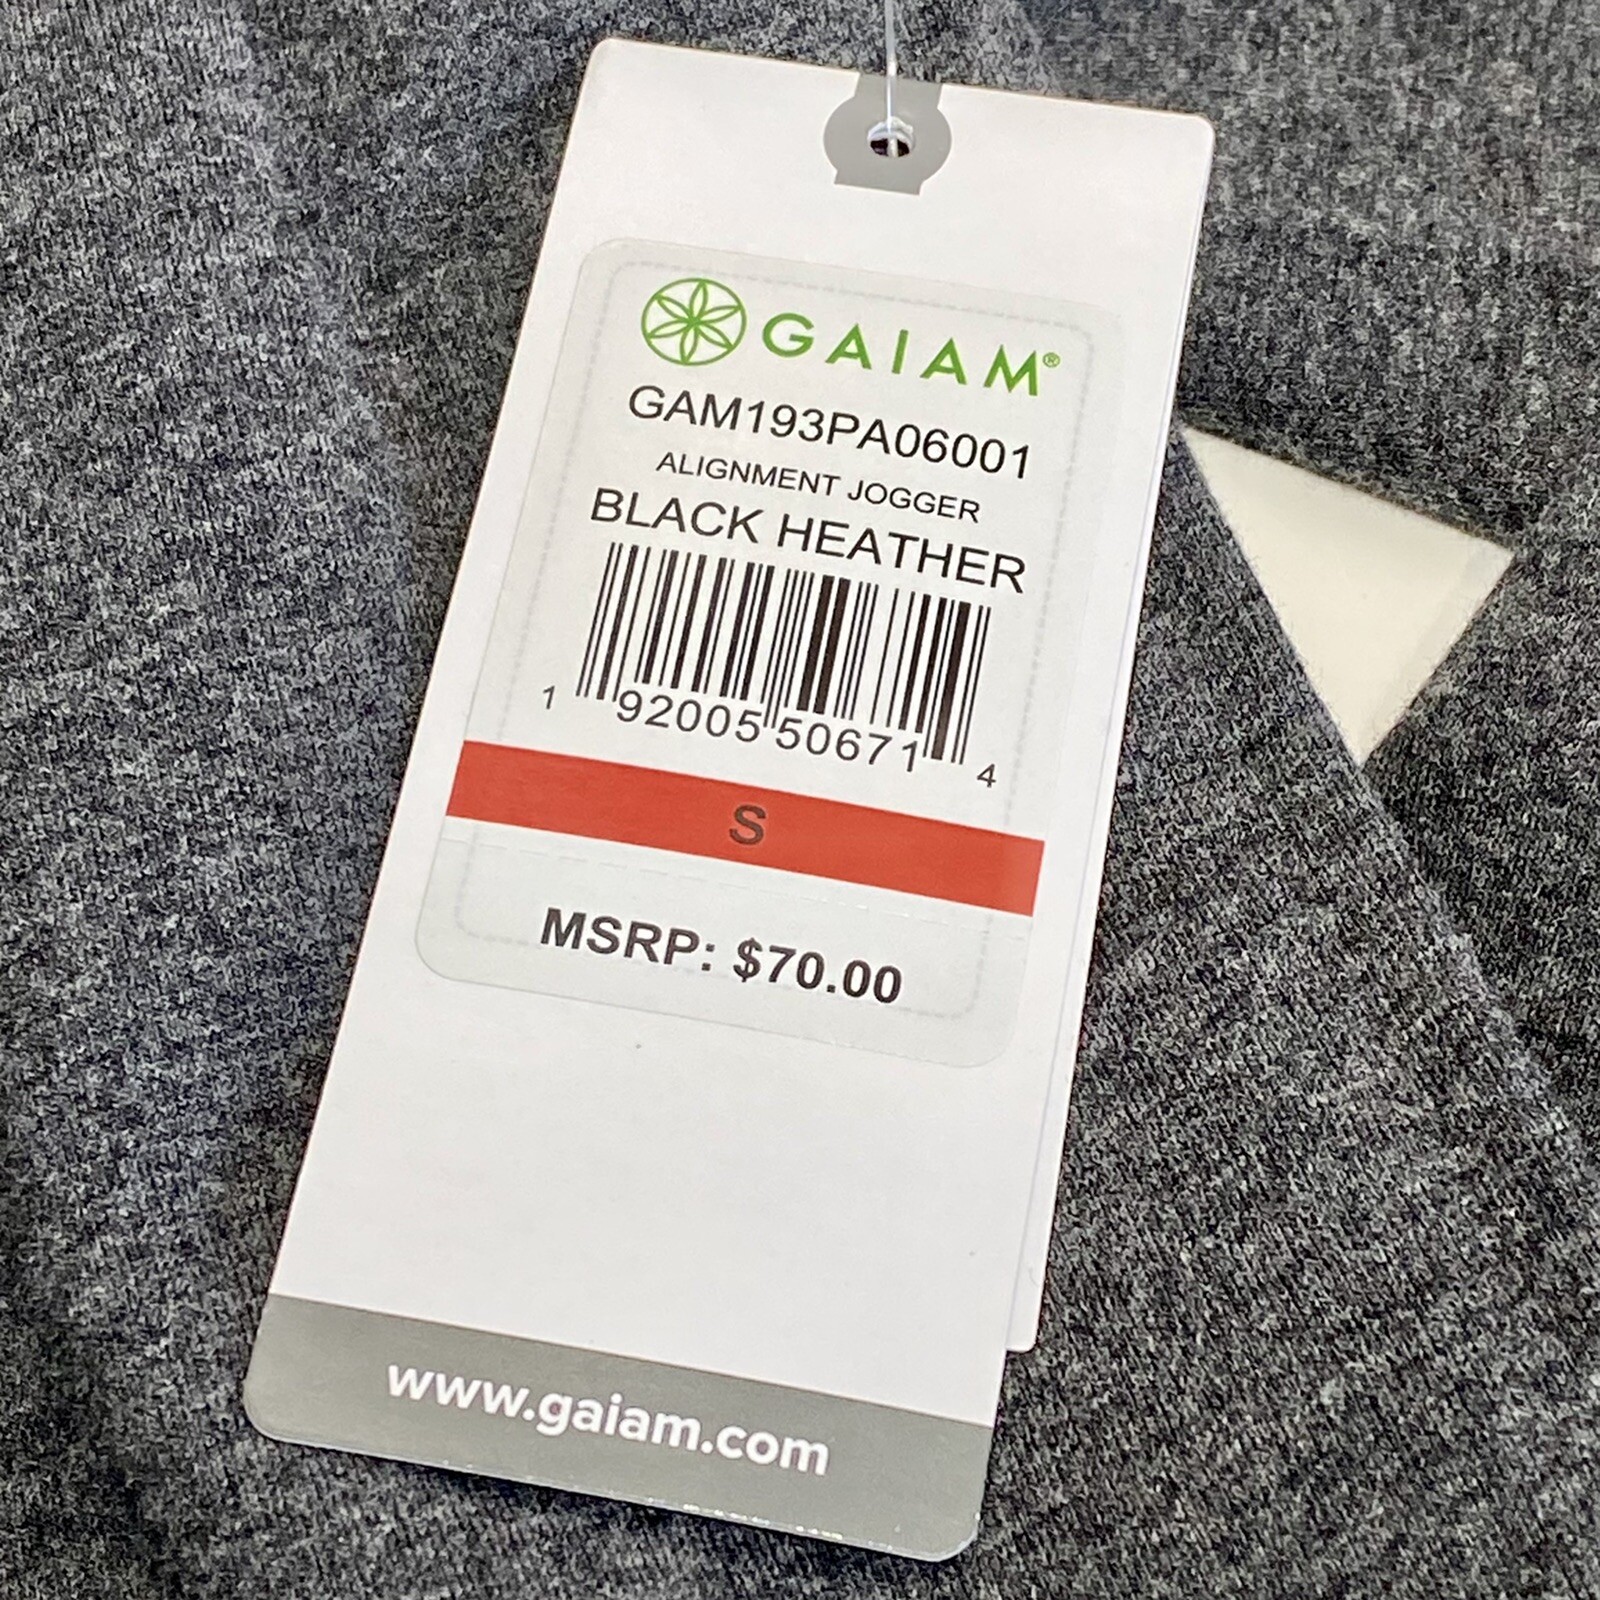 GAIAM®
GAM193PA06001
ALIGNMENT JOGGER
BLACK HEATHER
1 92005 50671 4
S
MSRP: $70.00
www.gaiam.com